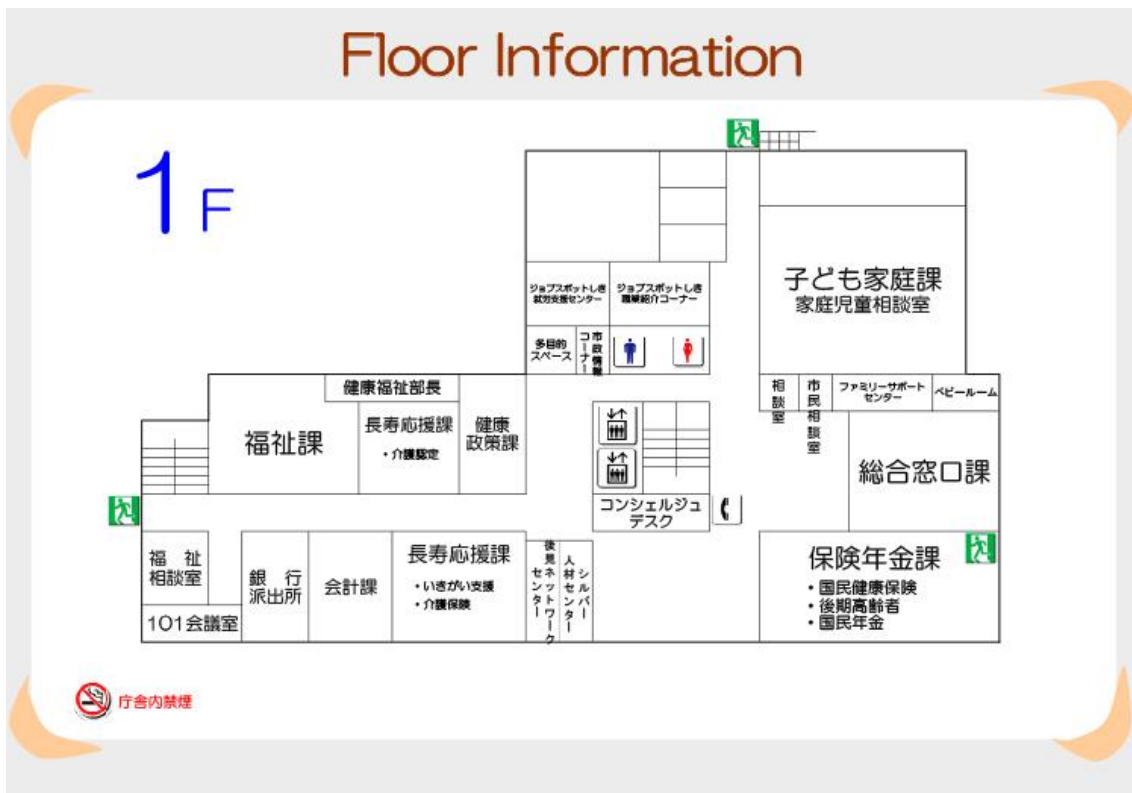 Floor Information
1F
ジョブスポットしき
就労支援センター
ジョブスポットしき
職業紹介コーナー
多目的
スペース
市政情報
コーナー
子ども家庭課
家庭児童相談室
相談室
市民相談室
ファミリーサポート
センター
ベビールーム
総合窓口課
健康福祉部長
福祉課
長寿応援課
・介護認定
健康
政策課
コンシェルジュ
デスク
福祉
相談室
101会議室
銀行
派出所
会計課
長寿応援課
・いきがい支援
・介護保険
後見ネットワーク
センター
シルバー
人材センター
保険年金課
・国民健康保険
・後期高齢者
・国民年金
庁舎内禁煙